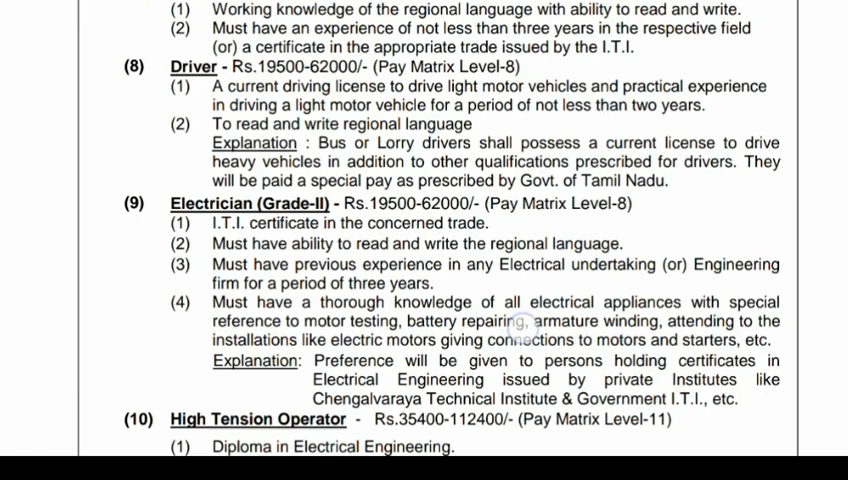 (1) Working knowledge of the regional language with ability to read and write.
(2) Must have an experience of not less than three years in the respective field
(or) a certificate in the appropriate trade issued by the I.T.I.
(8) Driver - Rs.19500-62000/- (Pay Matrix Level-8)
(1) A current driving license to drive light motor vehicles and practical experience
in driving a light motor vehicle for a period of not less than two years.
(2) To read and write regional language
Explanation : Bus or Lorry drivers shall possess a current license to drive
heavy vehicles in addition to other qualifications prescribed for drivers. They
will be paid a special pay as prescribed by Govt. of Tamil Nadu.
(9) Electrician (Grade-II) - Rs.19500-62000/- (Pay Matrix Level-8)
(1) I.T.I. certificate in the concerned trade.
(2) Must have ability to read and write the regional language.
(3) Must have previous experience in any Electrical undertaking (or) Engineering
firm for a period of three years.
(4) Must have a thorough knowledge of all electrical appliances with special
reference to motor testing, battery repairing, armature winding, attending to the
installations like electric motors giving connections to motors and starters, etc.
Explanation: Preference will be given to persons holding certificates in
Electrical Engineering issued by private Institutes like
Chengalvaraya Technical Institute & Government I.T.I., etc.
(10) High Tension Operator - Rs.35400-112400/- (Pay Matrix Level-11)
(1) Diploma in Electrical Engineering.